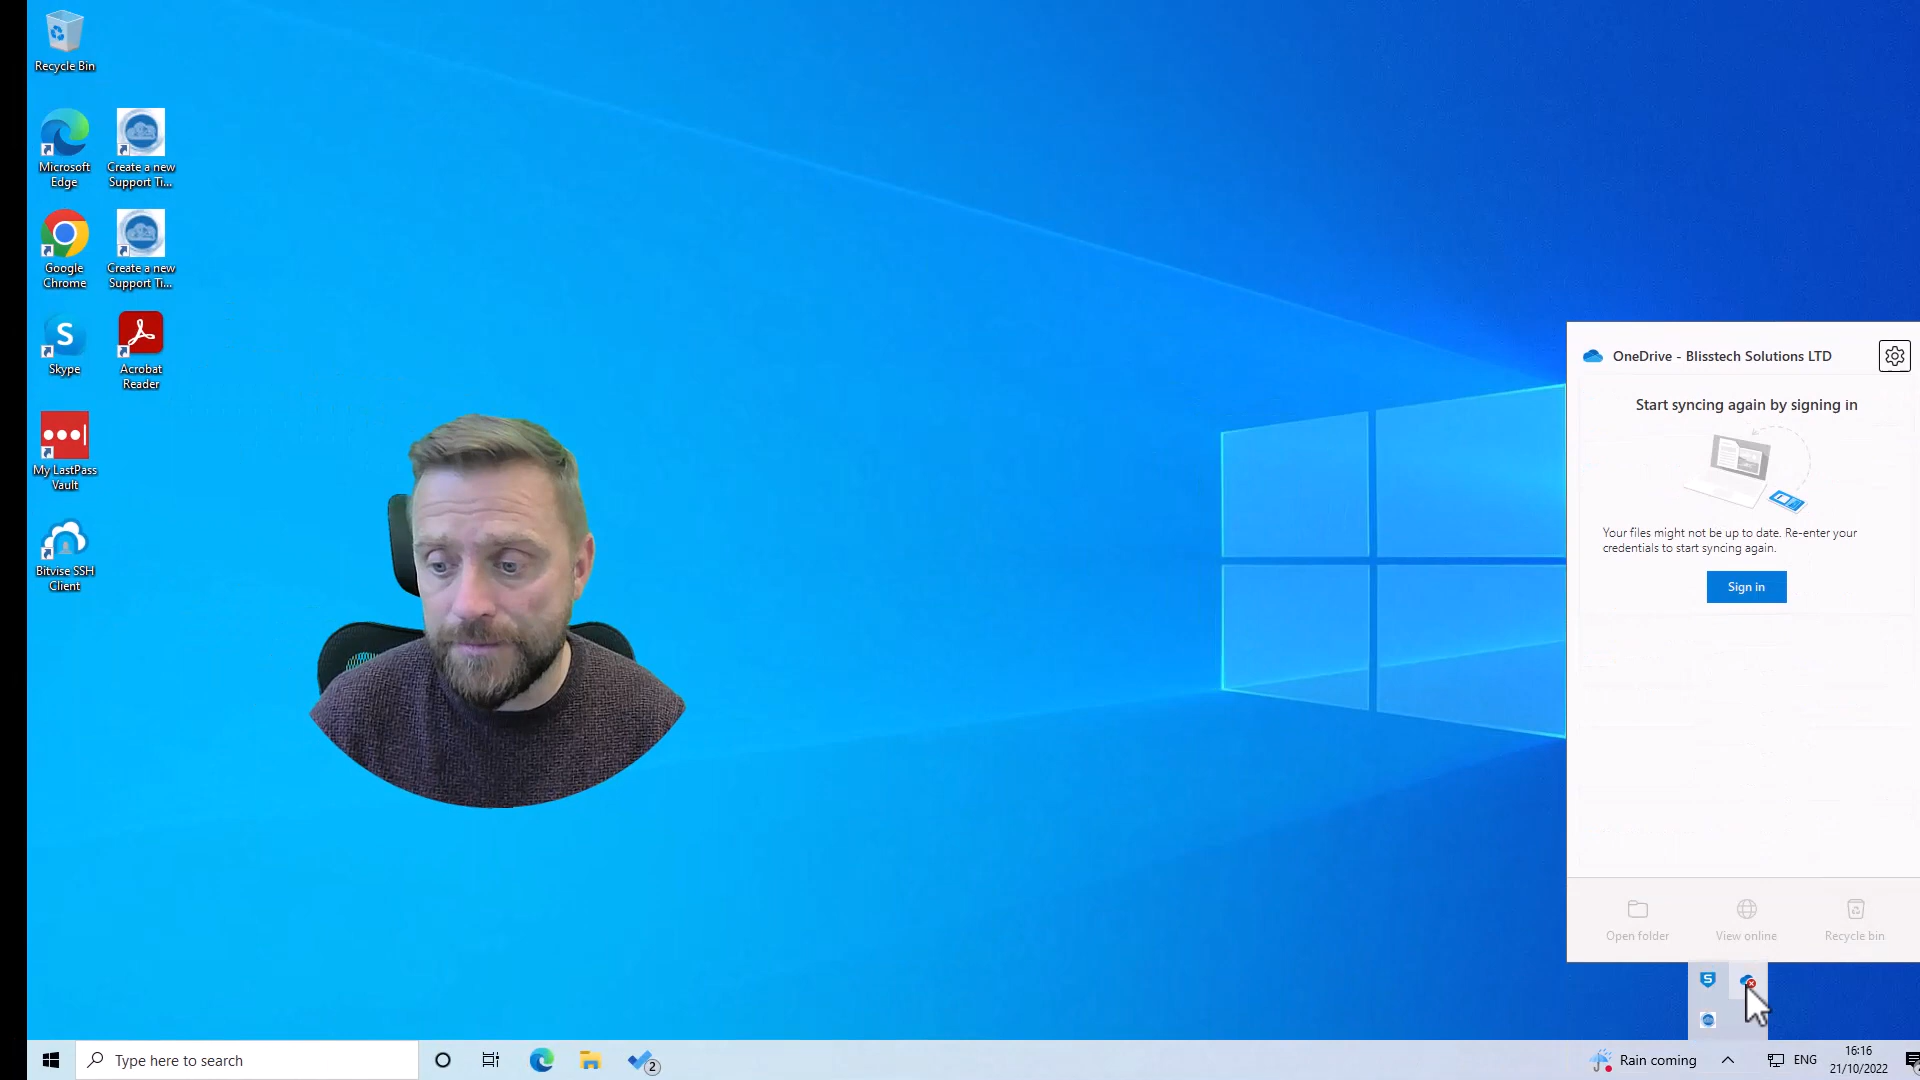 Recycle Bin
Microsoft
Edge
Create a new
Support Ti...
Google
Chrome
Create a new
Support Ti...
S
Skype
Acrobat
Reader
My LastPass
Vault
Bitvise SSH
Client
OneDrive - Blisstech Solutions LTD
Start syncing again by signing in
Your files might not be up to date. Re-enter your
credentials to start syncing again.
Sign in
Open folder
View online
Recycle bin
S
Type here to search
2
Rain coming
ENG
16:16
21/10/2022